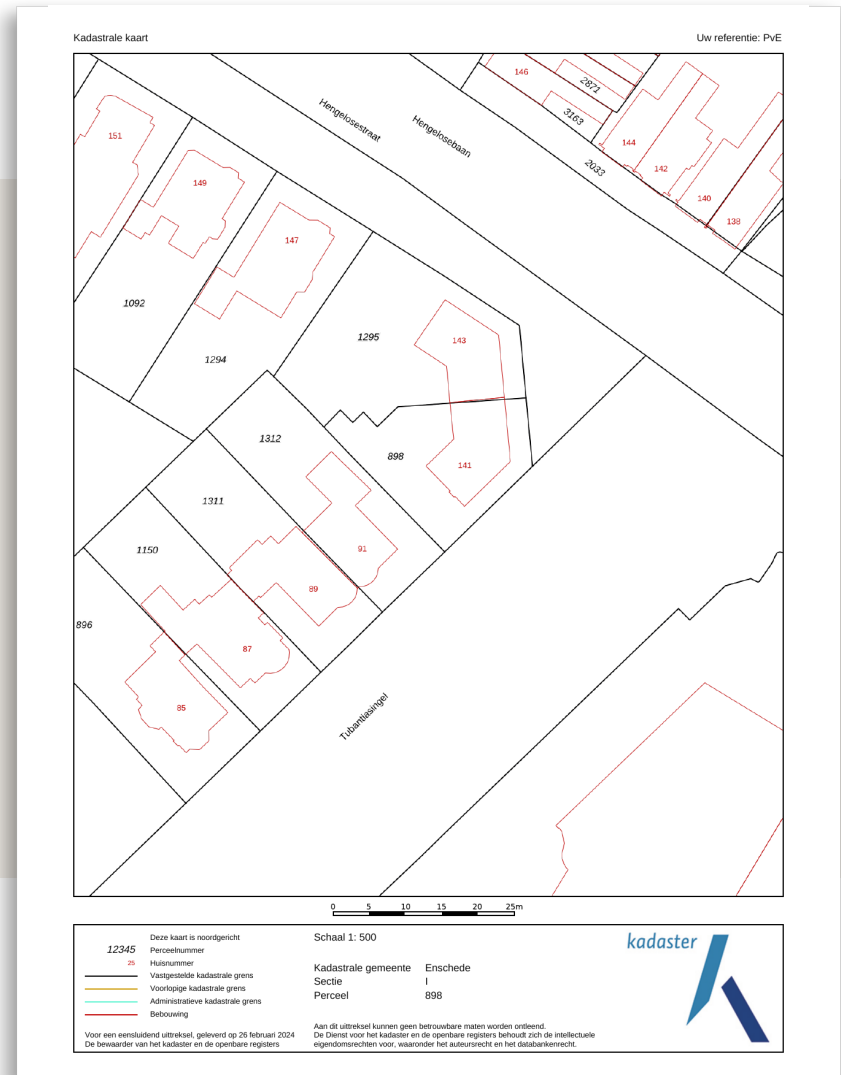 Kadastrale kaart
Uw referentie: PvE
146
2871
3163
151
Hengelosestraat
Hengelosebaan
144
142
2033
149
140
138
147
1092
1295
143
1294
1312
898
141
1311
1150
91
89
896
87
85
Tubantiasingel
0 5 10 15 20 25m
Deze kaart is noordgericht
12345 Perceelnummer
25 Huisnummer
Vastgestelde kadastrale grens
Voorlopige kadastrale grens
Administratieve kadastrale grens
Bebouwing
Voor een eensluidend uittreksel, geleverd op 26 februari 2024
De bewaarder van het kadaster en de openbare registers
Schaal 1: 500
Kadastrale gemeente Enschede
Sectie I
Perceel 898
Aan dit uittreksel kunnen geen betrouwbare maten worden ontleend.
De Dienst voor het kadaster en de openbare registers behoudt zich de intellectuele
eigendomsrechten voor, waaronder het auteursrecht en het databankenrecht.
kadaster